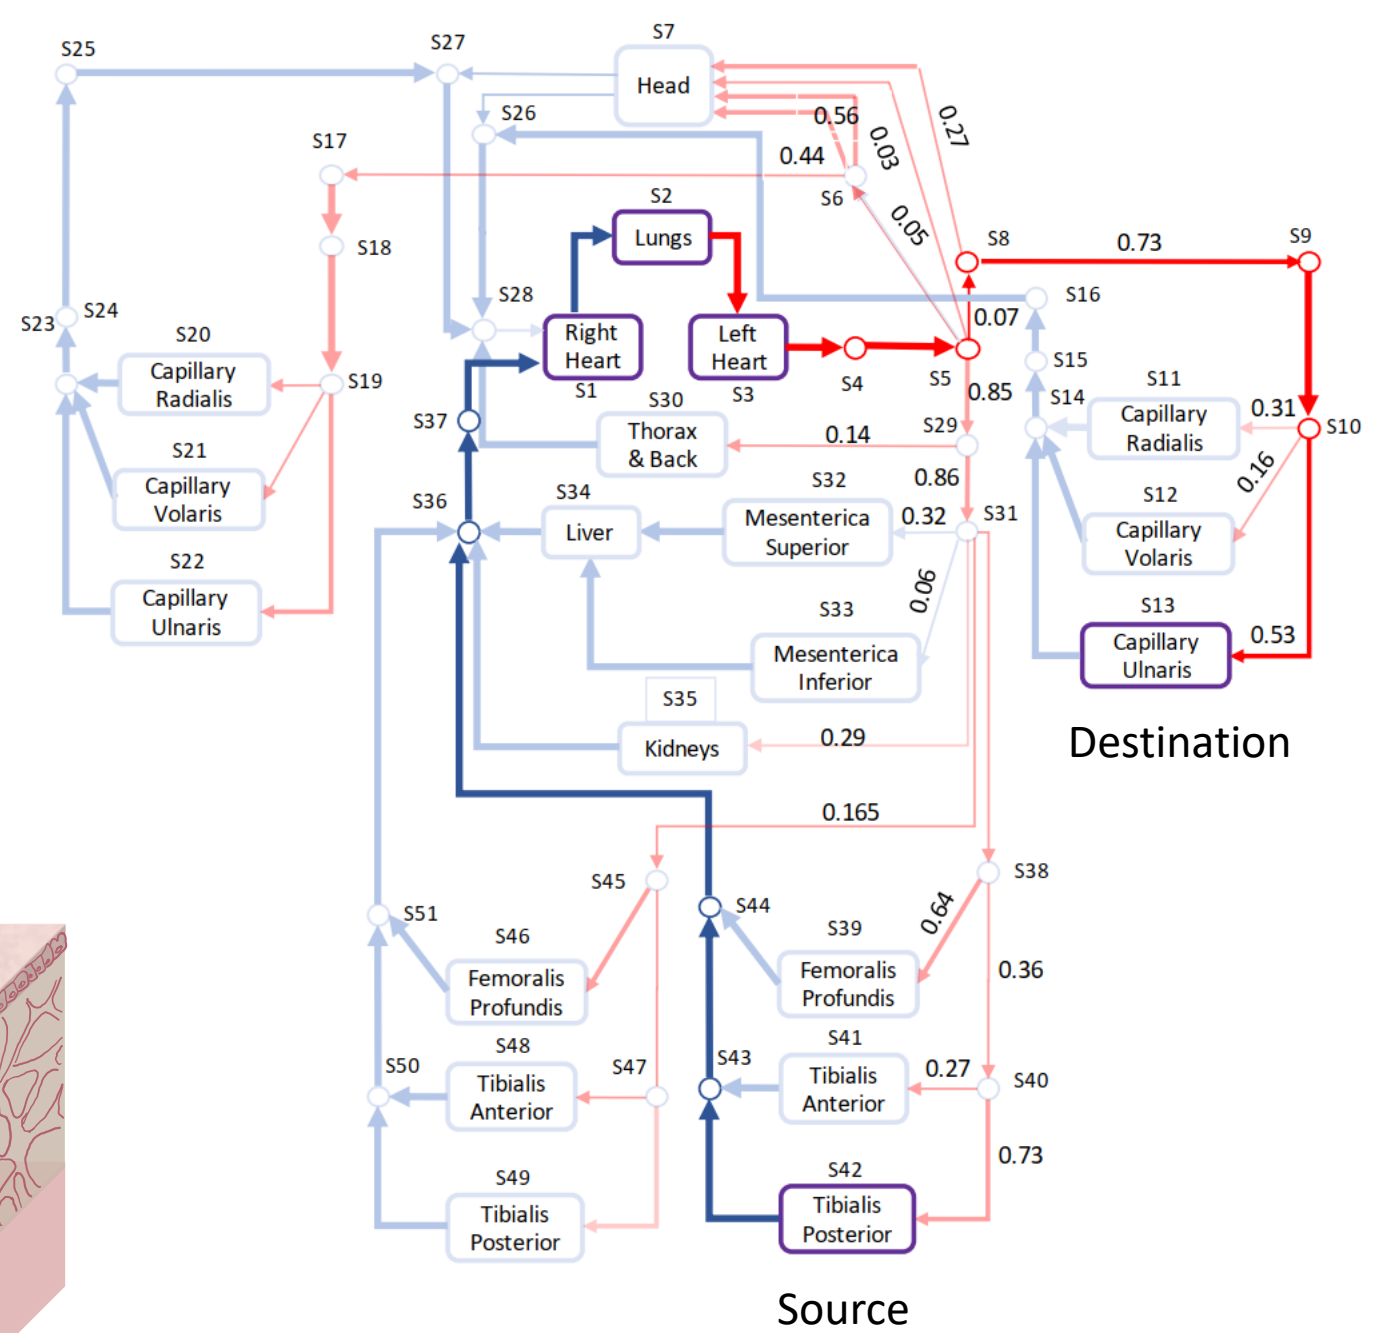 S25
S27
S7
Head
S26
0.56
0.03
0.27
S17
0.44
S6
S2
Lungs
0.05
S18
S8
0.73
S9
S28
S16
Right
Heart
S1
Left
Heart
S3
S4
S5
0.07
S23
S24
S20
Capillary
Radialis
S19
S15
S14
S11
Capillary
Radialis
0.31
S10
0.85
S29
S37
S30
Thorax
& Back
0.14
S21
Capillary
Volaris
0.86
0.16
S36
S34
Liver
S32
Mesenterica
Superior
0.32
S31
S12
Capillary
Volaris
S22
Capillary
Ulnaris
0.06
S33
Mesenterica
Inferior
S13
Capillary
Ulnaris
0.53
S35
Kidneys
0.29
Destination
0.165
S45
S38
0.64
S51
S44
S46
Femoralis
Profundis
S39
Femoralis
Profundis
0.36
S50
S48
Tibialis
Anterior
S47
S43
S41
Tibialis
Anterior
0.27
S40
0.73
S49
Tibialis
Posterior
S42
Tibialis
Posterior
Source